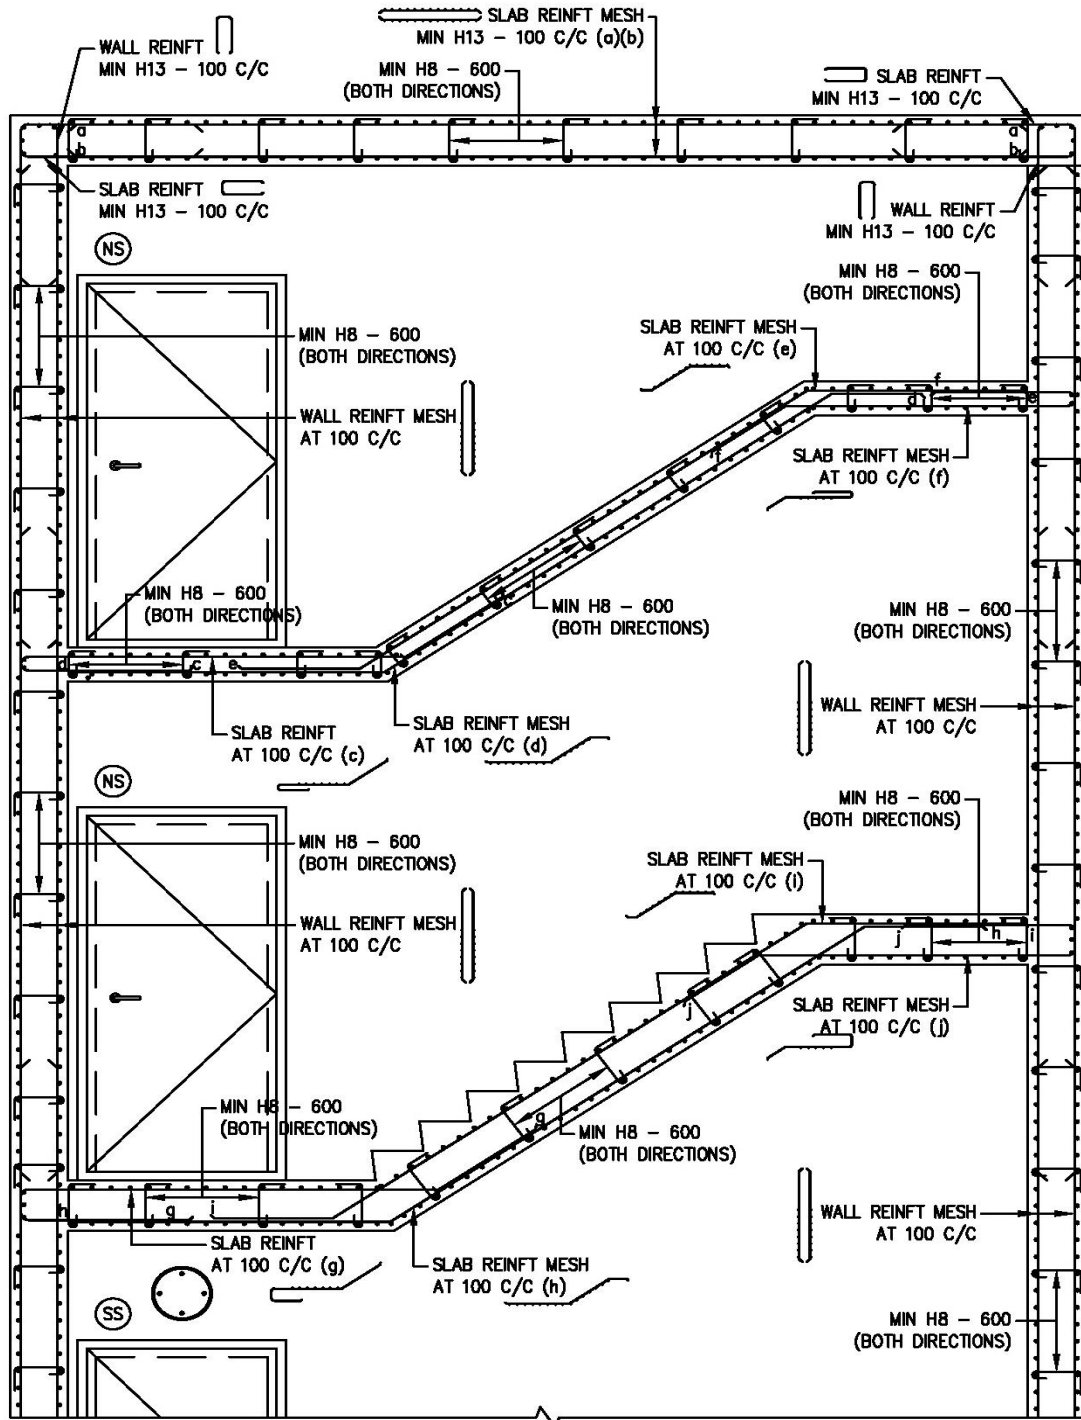 SLAB REINFT MESH
MIN H13 - 100 C/C (a)(b)
WALL REINFT
MIN H13 - 100 C/C
MIN H8 - 600
(BOTH DIRECTIONS)
SLAB REINFT
MIN H13 - 100 C/C
a
b
a
b
SLAB REINFT
MIN H13 - 100 C/C
WALL REINFT
MIN H13 - 100 C/C
NS
MIN H8 - 600
(BOTH DIRECTIONS)
MIN H8 - 600
(BOTH DIRECTIONS)
SLAB REINFT MESH
AT 100 C/C (e)
f
d
e
WALL REINFT MESH
AT 100 C/C
f
SLAB REINFT MESH
AT 100 C/C (f)
MIN H8 - 600
(BOTH DIRECTIONS)
c
MIN H8 - 600
(BOTH DIRECTIONS)
MIN H8 - 600
(BOTH DIRECTIONS)
d
c
e
SLAB REINFT
AT 100 C/C (c)
SLAB REINFT MESH
AT 100 C/C (d)
WALL REINFT MESH
AT 100 C/C
NS
MIN H8 - 600
(BOTH DIRECTIONS)
MIN H8 - 600
(BOTH DIRECTIONS)
SLAB REINFT MESH
AT 100 C/C (i)
WALL REINFT MESH
AT 100 C/C
j
h
i
SLAB REINFT MESH
AT 100 C/C (j)
j
MIN H8 - 600
(BOTH DIRECTIONS)
g
MIN H8 - 600
(BOTH DIRECTIONS)
h
g
i
WALL REINFT MESH
AT 100 C/C
SLAB REINFT
AT 100 C/C (g)
SLAB REINFT MESH
AT 100 C/C (h)
SS
MIN H8 - 600
(BOTH DIRECTIONS)